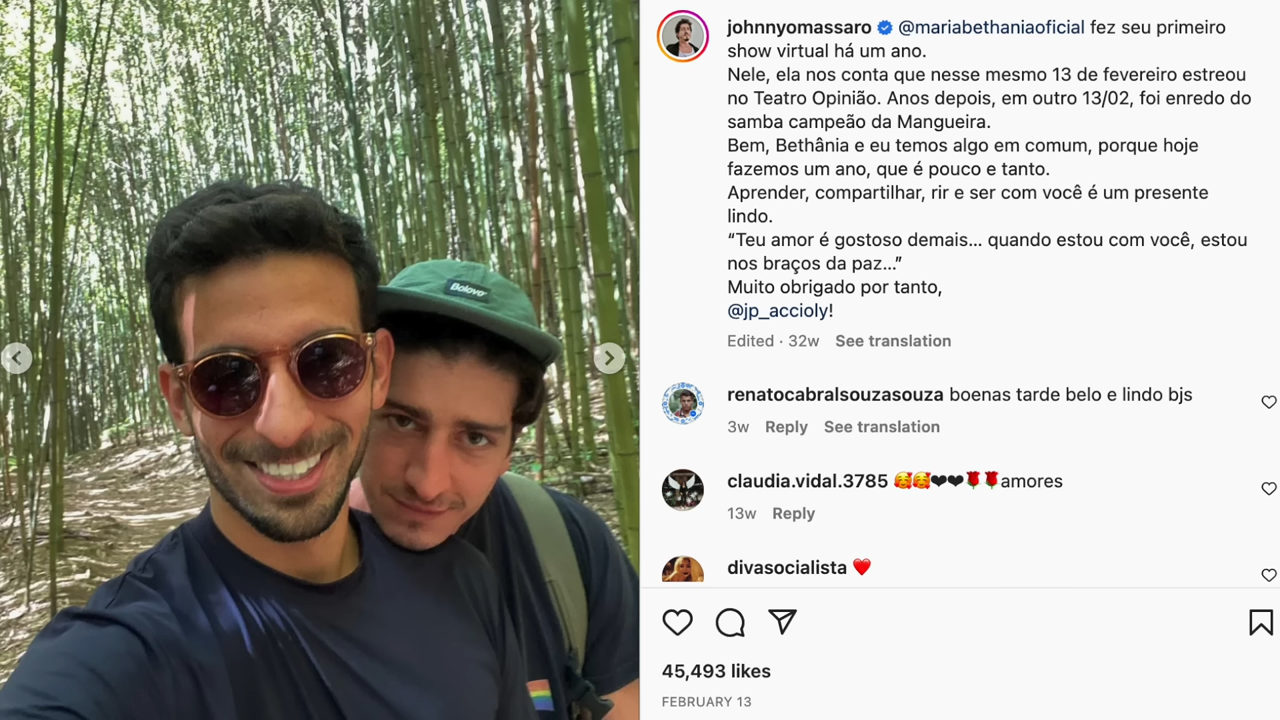 Bolovo
johnnyomassaro @mariabethaniaoficial fez seu primeiro
show virtual há um ano.
Nele, ela nos conta que nesse mesmo 13 de fevereiro estreou
no Teatro Opinião. Anos depois, em outro 13/02, foi enredo do
samba campeão da Mangueira.
Bem, Bethânia e eu temos algo em comum, porque hoje
fazemos um ano, que é pouco e tanto.
Aprender, compartilhar, rir e ser com você é um presente
lindo.
“Teu amor é gostoso demais... quando estou com você, estou
nos braços da paz...”
Muito obrigado por tanto,
@jp_accioly!
Edited · 32w See translation
renatocabralsouzasouza boenas tarde belo e lindo bjs
3w Reply See translation
claudia.vidal.3785 🥰🥰❤❤🌹🌹amores
13w Reply
divasocialista ❤️
45,493 likes
FEBRUARY 13